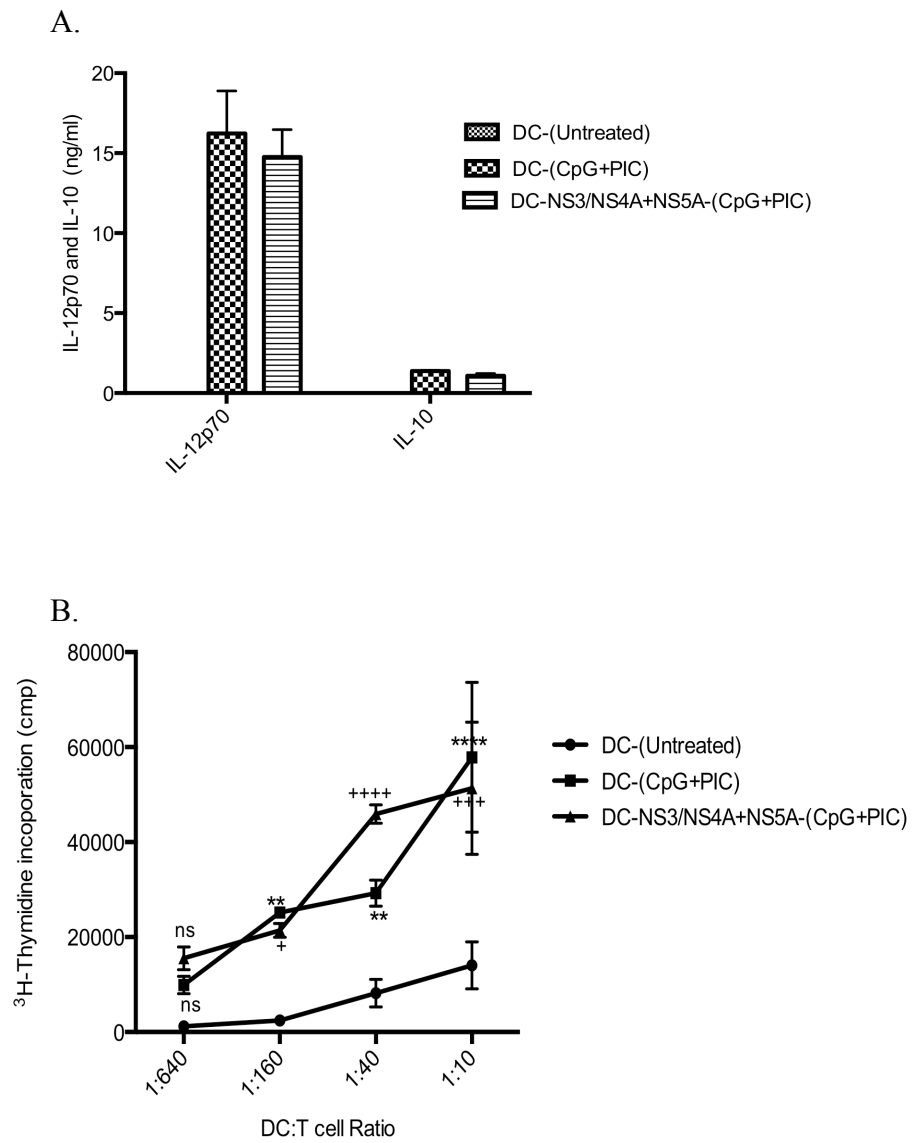 A.
20
15
10
5
0
IL-12p70 and IL-10 (ng/ml)
IL-12p70
IL-10
DC-(Untreated)
DC-(CpG+PIC)
DC-NS3/NS4A+NS5A-(CpG+PIC)
B.
80000
60000
40000
20000
0
³H-Thymidine incoporation (cmp)
ns
ns
**
+
++++
**
****
+++
1:640
1:160
1:40
1:10
DC:T cell Ratio
DC-(Untreated)
DC-(CpG+PIC)
DC-NS3/NS4A+NS5A-(CpG+PIC)